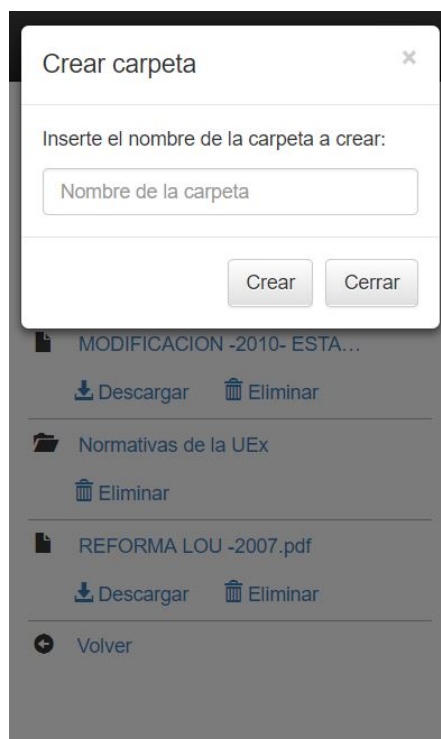 Crear carpeta ×
Inserte el nombre de la carpeta a crear:
Nombre de la carpeta
Crear Cerrar
MODIFICACION -2010- ESTA...
Descargar Eliminar
Normativas de la UEx
Eliminar
REFORMA LOU -2007.pdf
Descargar Eliminar
Volver